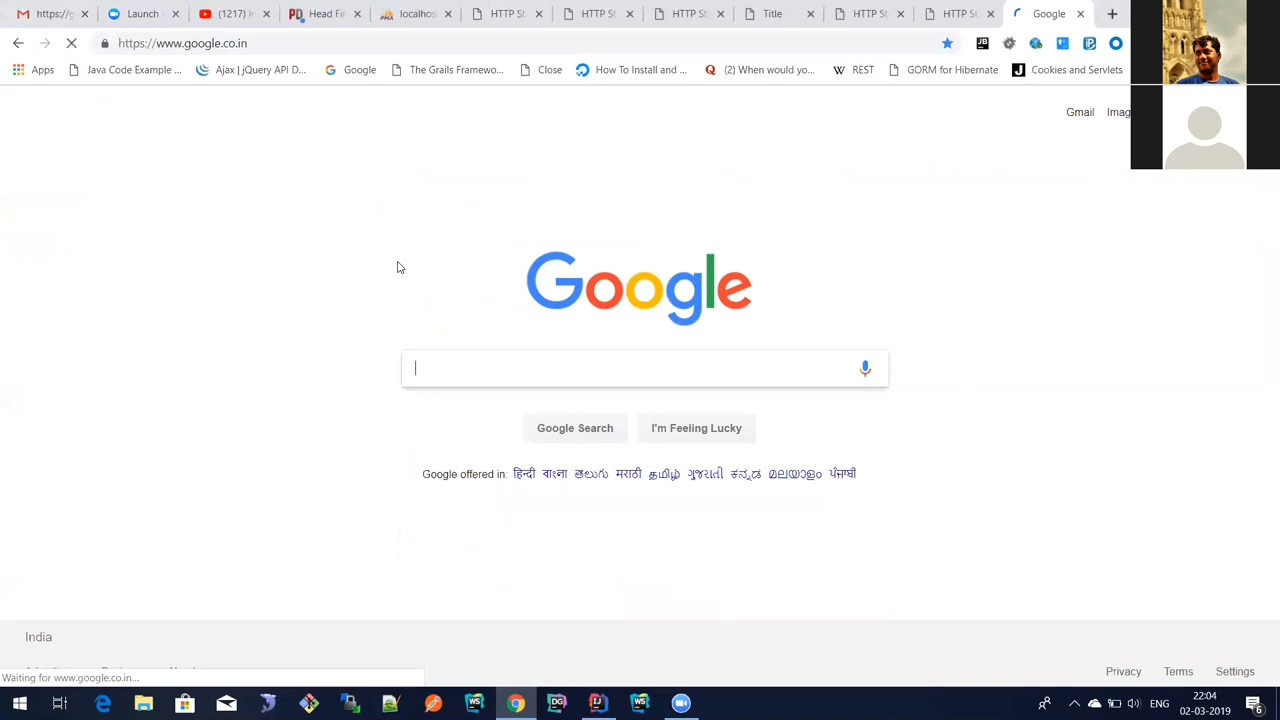 https://g
Launch
(1217) I
Head Fi
localhos
HTTP St
HTTP St
HTTP St
Title
HTTP St
HTTP St
Google
https://www.google.co.in
Apps
Java Code Example ...
Ajax | jQuery API D...
Google
The Grails Framewo...
Close
How To Install and ...
(2) When would yo...
REST
GORM for Hibernate
Cookies and Servlets
Gmail Imag
Google
Google Search
I'm Feeling Lucky
Google offered in: हिन्दी বাংলা తెలుగు मराठी தமிழ் ગુજરાતી ಕನ್ನಡ മലയാളം ਪੰਜਾਬੀ
India
Waiting for www.google.co.in...
Privacy Terms Settings
22:04
ENG
02-03-2019
6